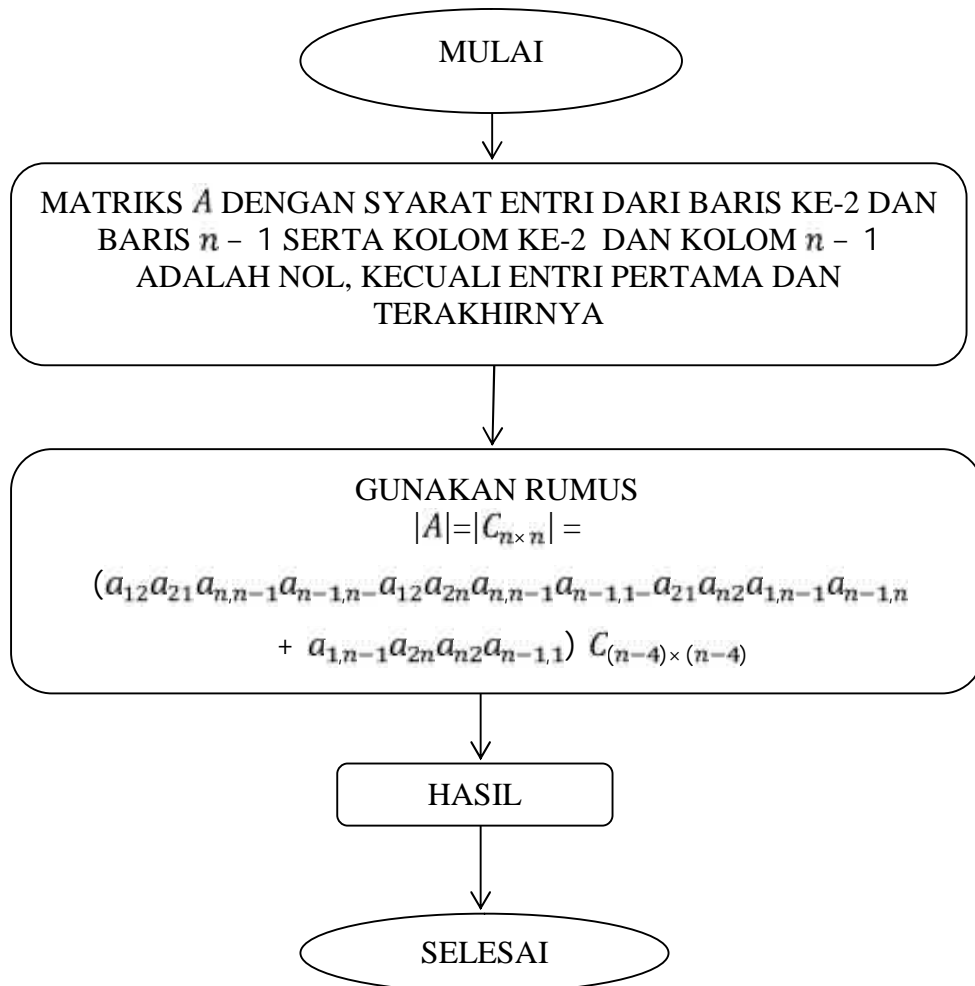 MULAI
MATRIKS A DENGAN SYARAT ENTRI DARI BARIS KE-2 DAN
BARIS n – 1 SERTA KOLOM KE-2 DAN KOLOM n – 1
ADALAH NOL, KECUALI ENTRI PERTAMA DAN
TERAKHIRNYA
GUNAKAN RUMUS
|A|=|C_{n×n}| =
(a_{12}a_{21}a_{n,n-1}a_{n-1,n-}a_{12}a_{2n}a_{n,n-1}a_{n-1,1-}a_{21}a_{n2}a_{1,n-1}a_{n-1,n}
+ a_{1,n-1}a_{2n}a_{n2}a_{n-1,1}) C_{(n-4)×(n-4)}
HASIL
SELESAI